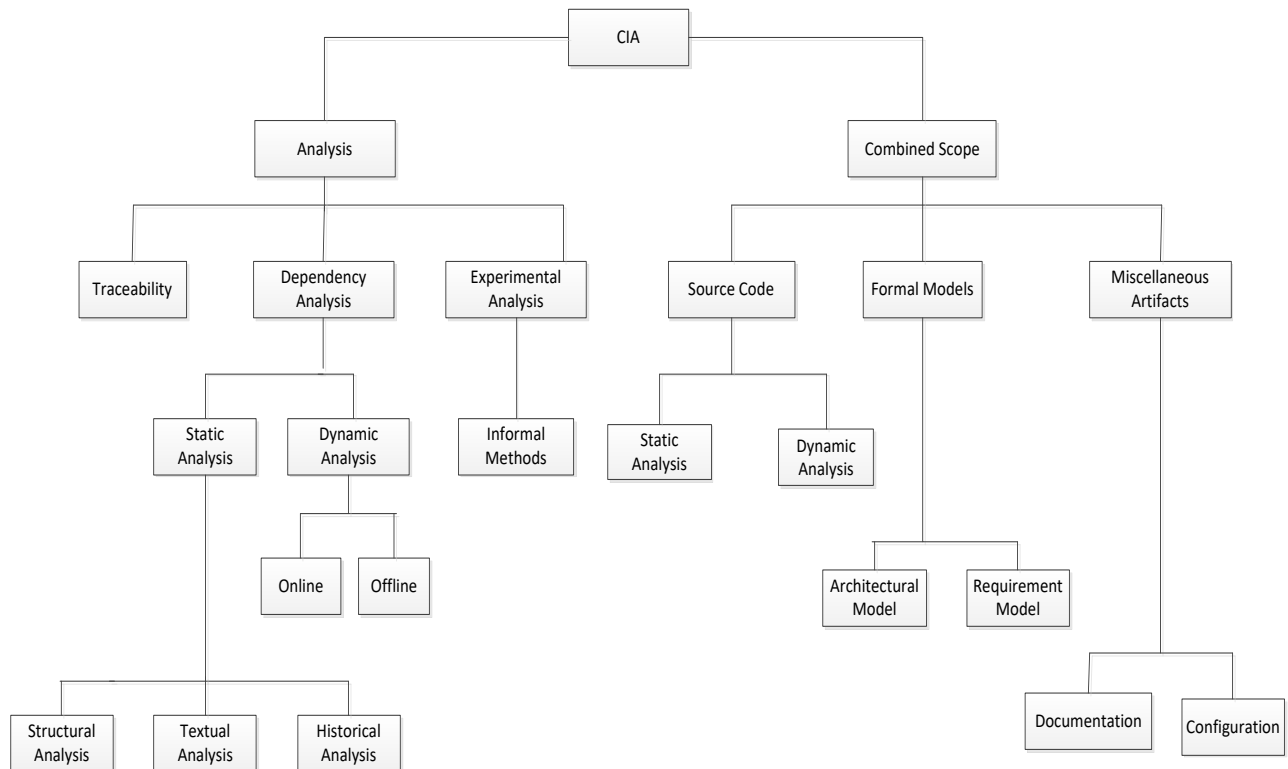 CIA
Analysis
Combined Scope
Traceability
Dependency
Analysis
Experimental
Analysis
Source Code
Formal Models
Miscellaneous
Artifacts
Static
Analysis
Dynamic
Analysis
Informal
Methods
Static
Analysis
Dynamic
Analysis
Online
Offline
Architectural
Model
Requirement
Model
Structural
Analysis
Textual
Analysis
Historical
Analysis
Documentation
Configuration